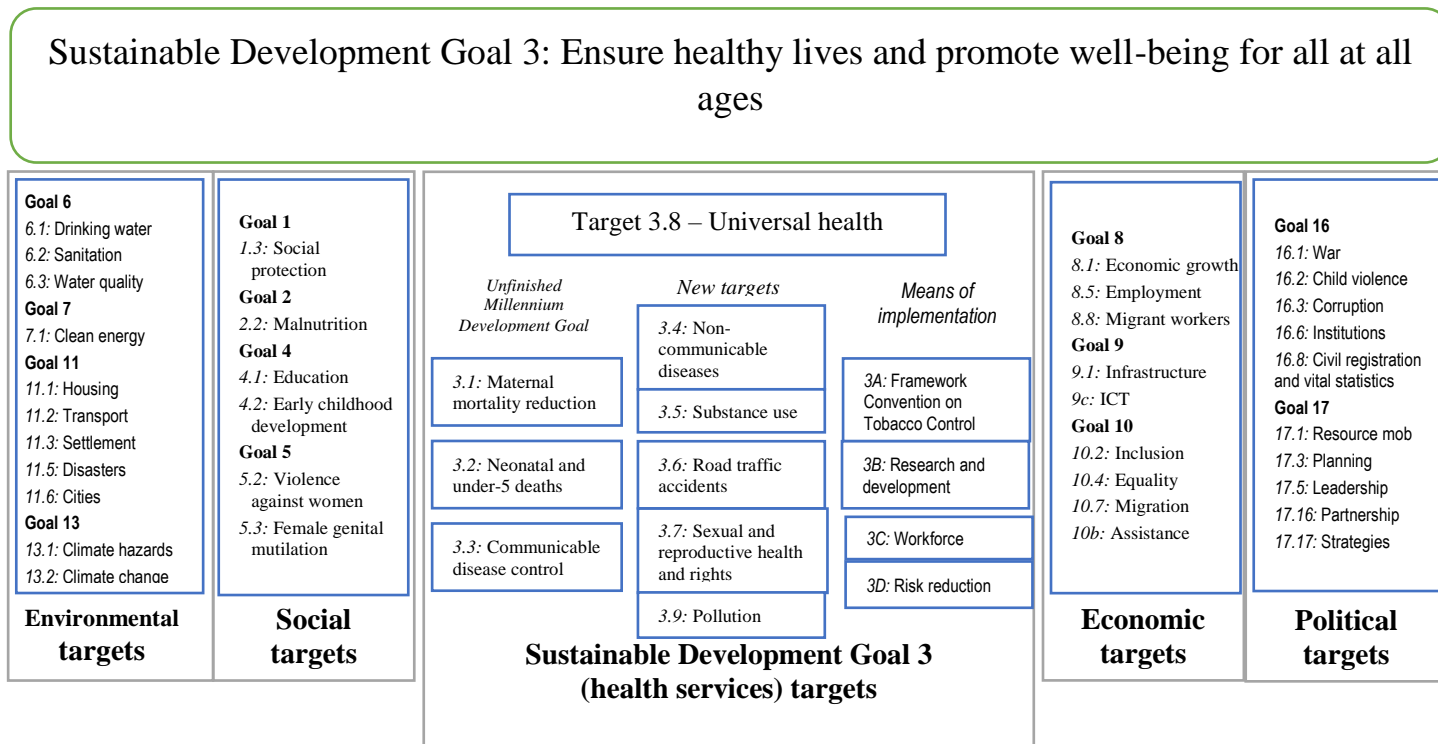 Sustainable Development Goal 3: Ensure healthy lives and promote well-being for all at all
ages
Goal 6
6.1: Drinking water
6.2: Sanitation
6.3: Water quality
Goal 7
7.1: Clean energy
Goal 11
11.1: Housing
11.2: Transport
11.3: Settlement
11.5: Disasters
11.6: Cities
Goal 13
13.1: Climate hazards
13.2: Climate change
Environmental
targets
Goal 1
1.3: Social
protection
Goal 2
2.2: Malnutrition
Goal 4
4.1: Education
4.2: Early childhood
development
Goal 5
5.2: Violence
against women
5.3: Female genital
mutilation
Social
targets
Target 3.8 – Universal health
Unfinished
Millennium
Development Goal
3.1: Maternal
mortality reduction
3.2: Neonatal and
under-5 deaths
3.3: Communicable
disease control
New targets
3.4: Non-
communicable
diseases
3.5: Substance use
3.6: Road traffic
accidents
3.7: Sexual and
reproductive health
and rights
3.9: Pollution
Means of
implementation
3A: Framework
Convention on
Tobacco Control
3B: Research and
development
3C: Workforce
3D: Risk reduction
Sustainable Development Goal 3
(health services) targets
Goal 8
8.1: Economic growth
8.5: Employment
8.8: Migrant workers
Goal 9
9.1: Infrastructure
9c: ICT
Goal 10
10.2: Inclusion
10.4: Equality
10.7: Migration
10b: Assistance
Economic
targets
Goal 16
16.1: War
16.2: Child violence
16.3: Corruption
16.6: Institutions
16.8: Civil registration
and vital statistics
Goal 17
17.1: Resource mob
17.3: Planning
17.5: Leadership
17.16: Partnership
17.17: Strategies
Political
targets